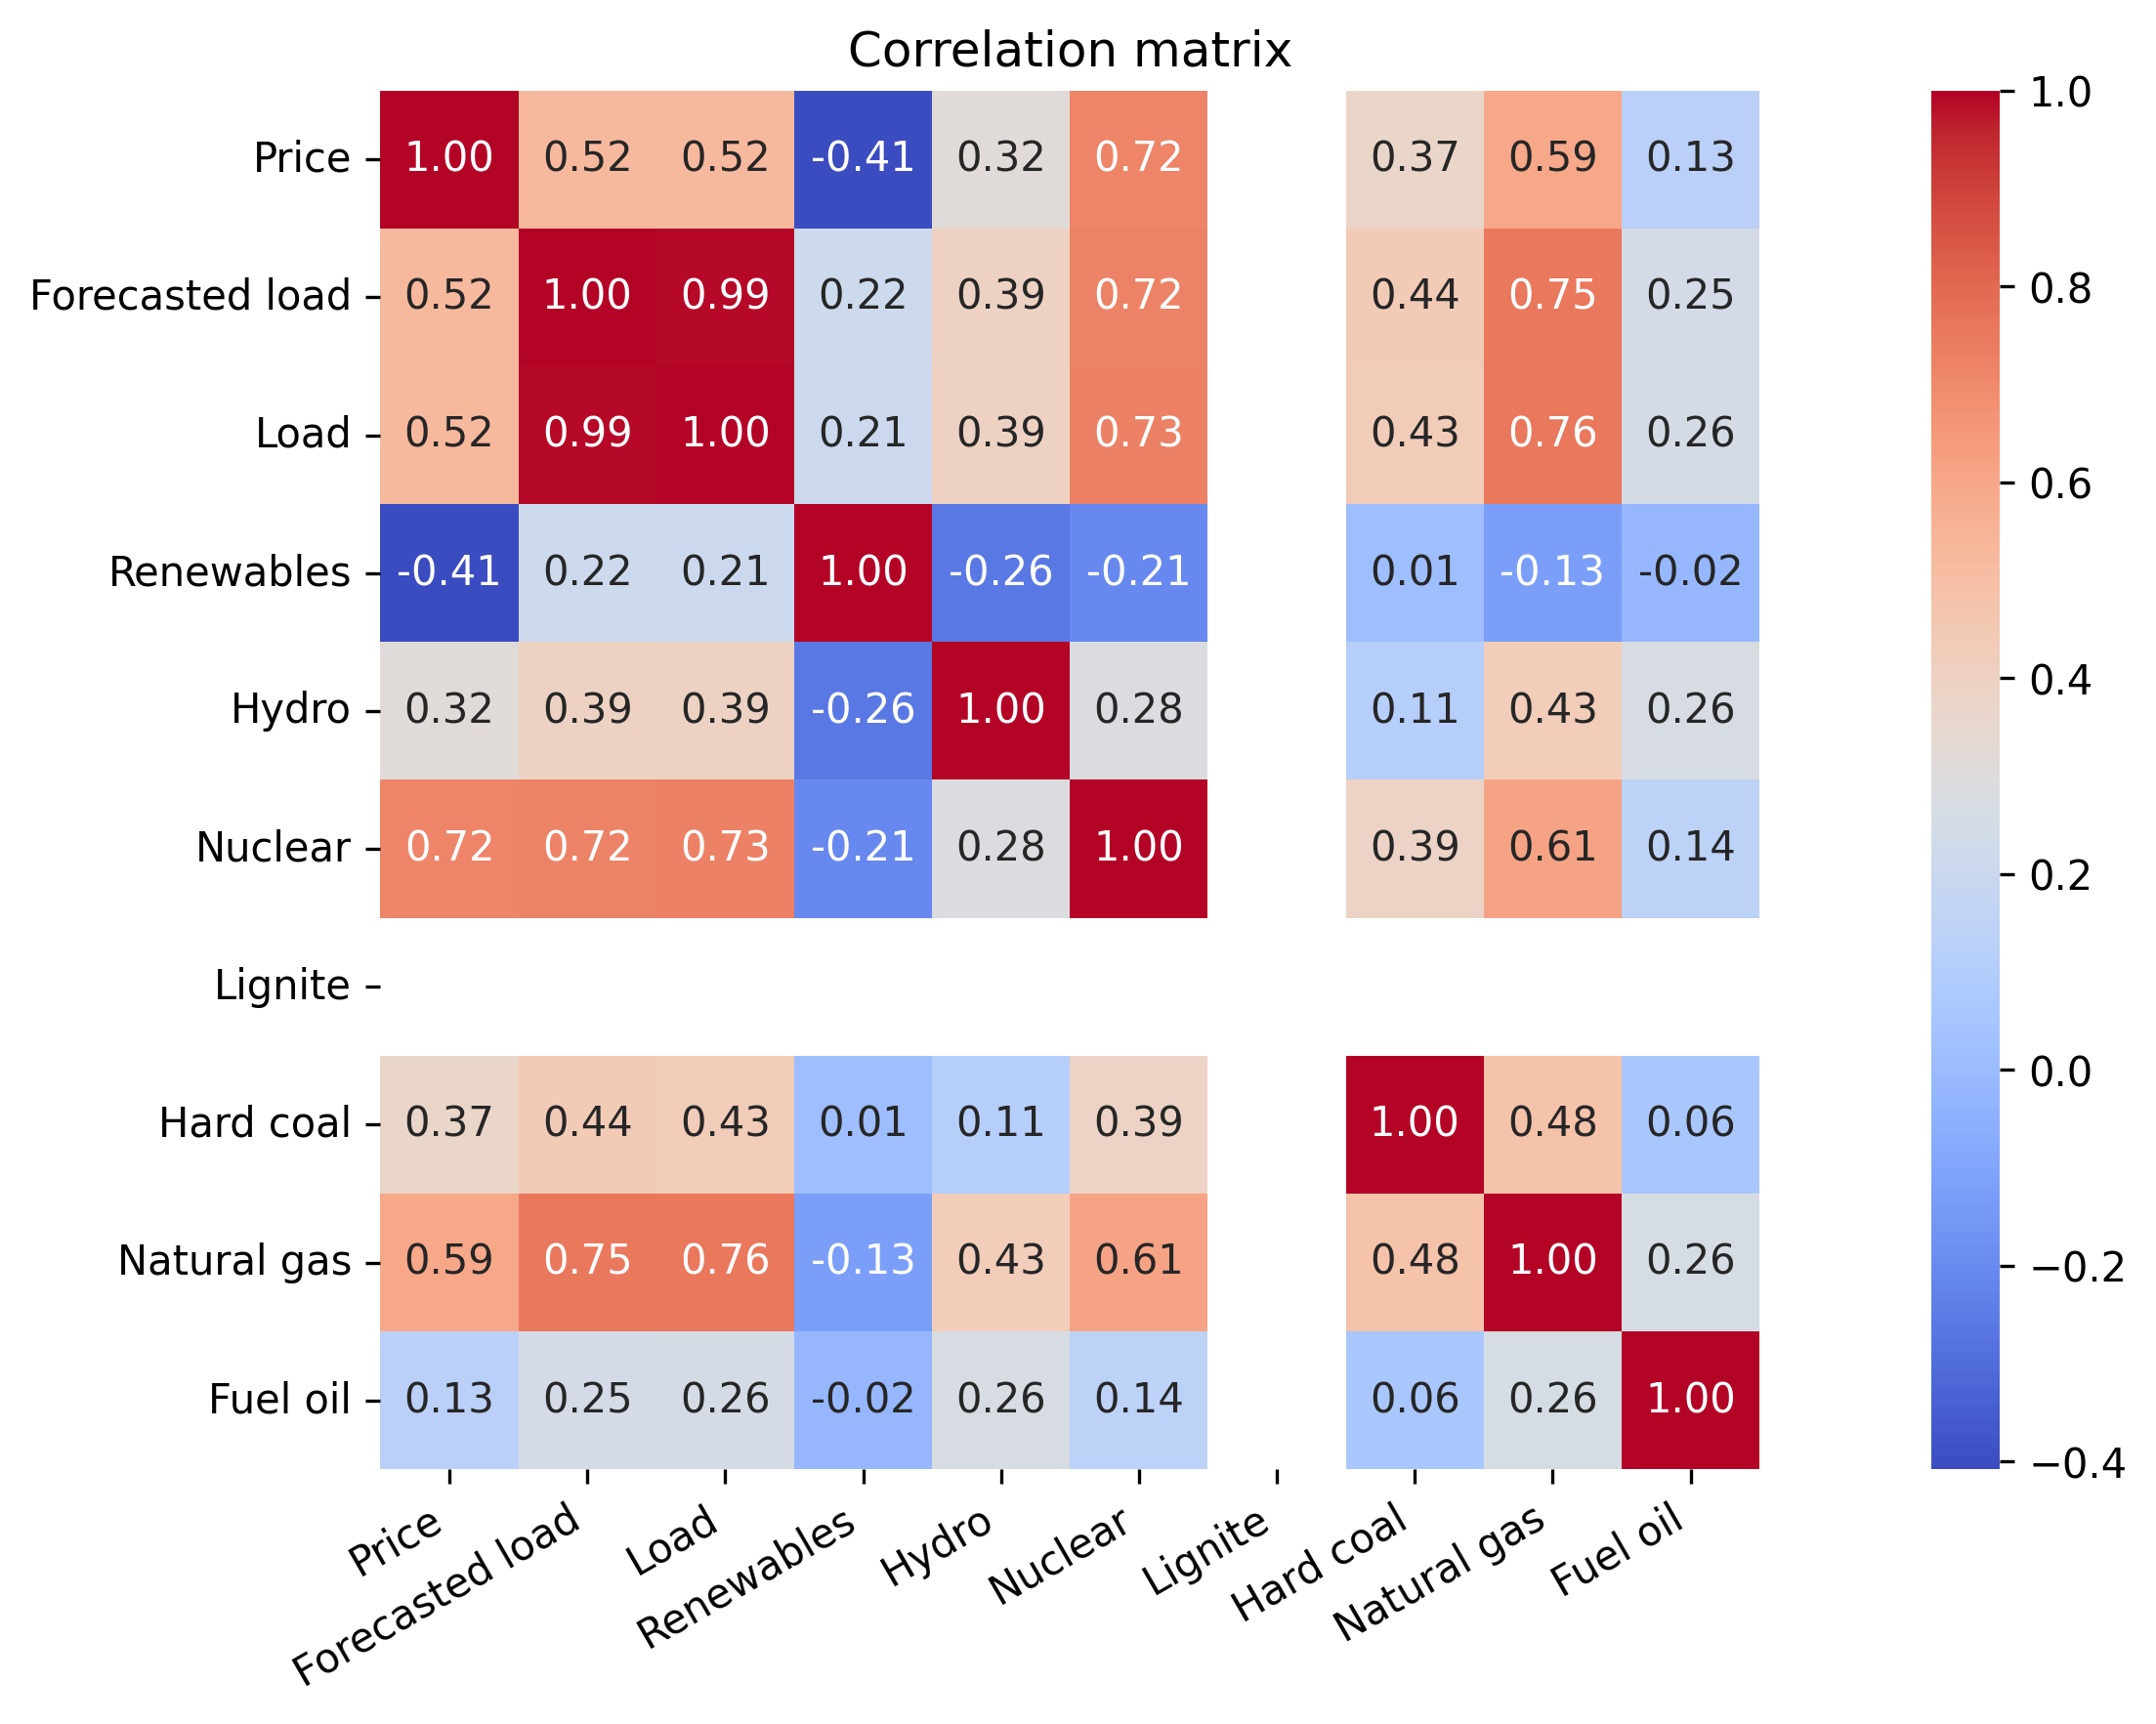 Correlation matrix
Price 1.00 0.52 0.52 -0.41 0.32 0.72 0.37 0.59 0.13
Forecasted load 0.52 1.00 0.99 0.22 0.39 0.72 0.44 0.75 0.25
Load 0.52 0.99 1.00 0.21 0.39 0.73 0.43 0.76 0.26
Renewables -0.41 0.22 0.21 1.00 -0.26 -0.21 0.01 -0.13 -0.02
Hydro 0.32 0.39 0.39 -0.26 1.00 0.28 0.11 0.43 0.26
Nuclear 0.72 0.72 0.73 -0.21 0.28 1.00 0.39 0.61 0.14
Lignite
Hard coal 0.37 0.44 0.43 0.01 0.11 0.39 1.00 0.48 0.06
Natural gas 0.59 0.75 0.76 -0.13 0.43 0.61 0.48 1.00 0.26
Fuel oil 0.13 0.25 0.26 -0.02 0.26 0.14 0.06 0.26 1.00
Price
Forecasted load
Load
Renewables
Hydro
Nuclear
Lignite
Hard coal
Natural gas
Fuel oil
1.0
0.8
0.6
0.4
0.2
0.0
−0.2
−0.4